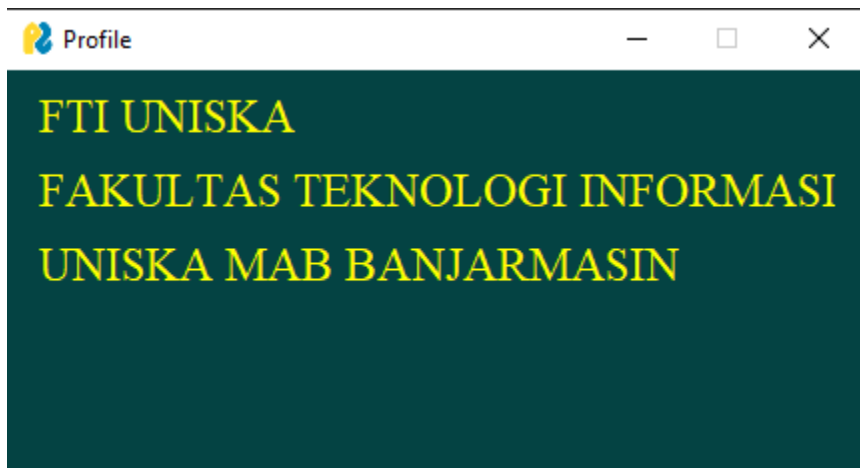 Profile
FTI UNISKA
FAKULTAS TEKNOLOGI INFORMASI
UNISKA MAB BANJARMASIN